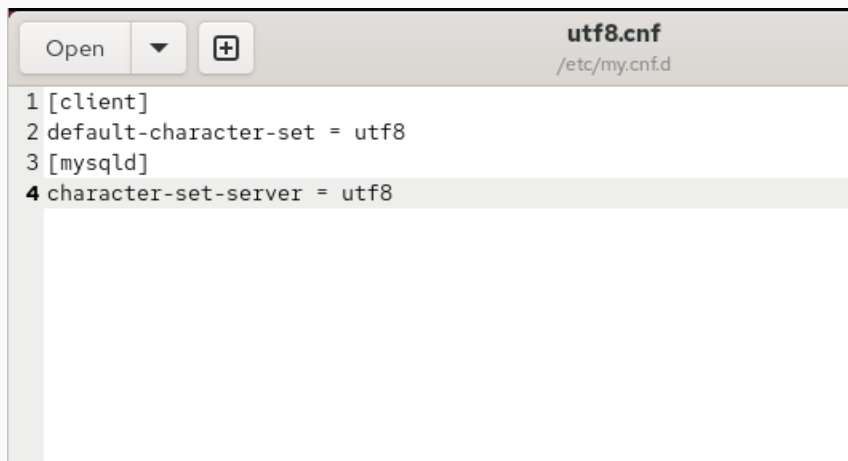 Open
utf8.cnf
/etc/my.cnf.d
1 [client]
2 default-character-set = utf8
3 [mysqld]
4 character-set-server = utf8